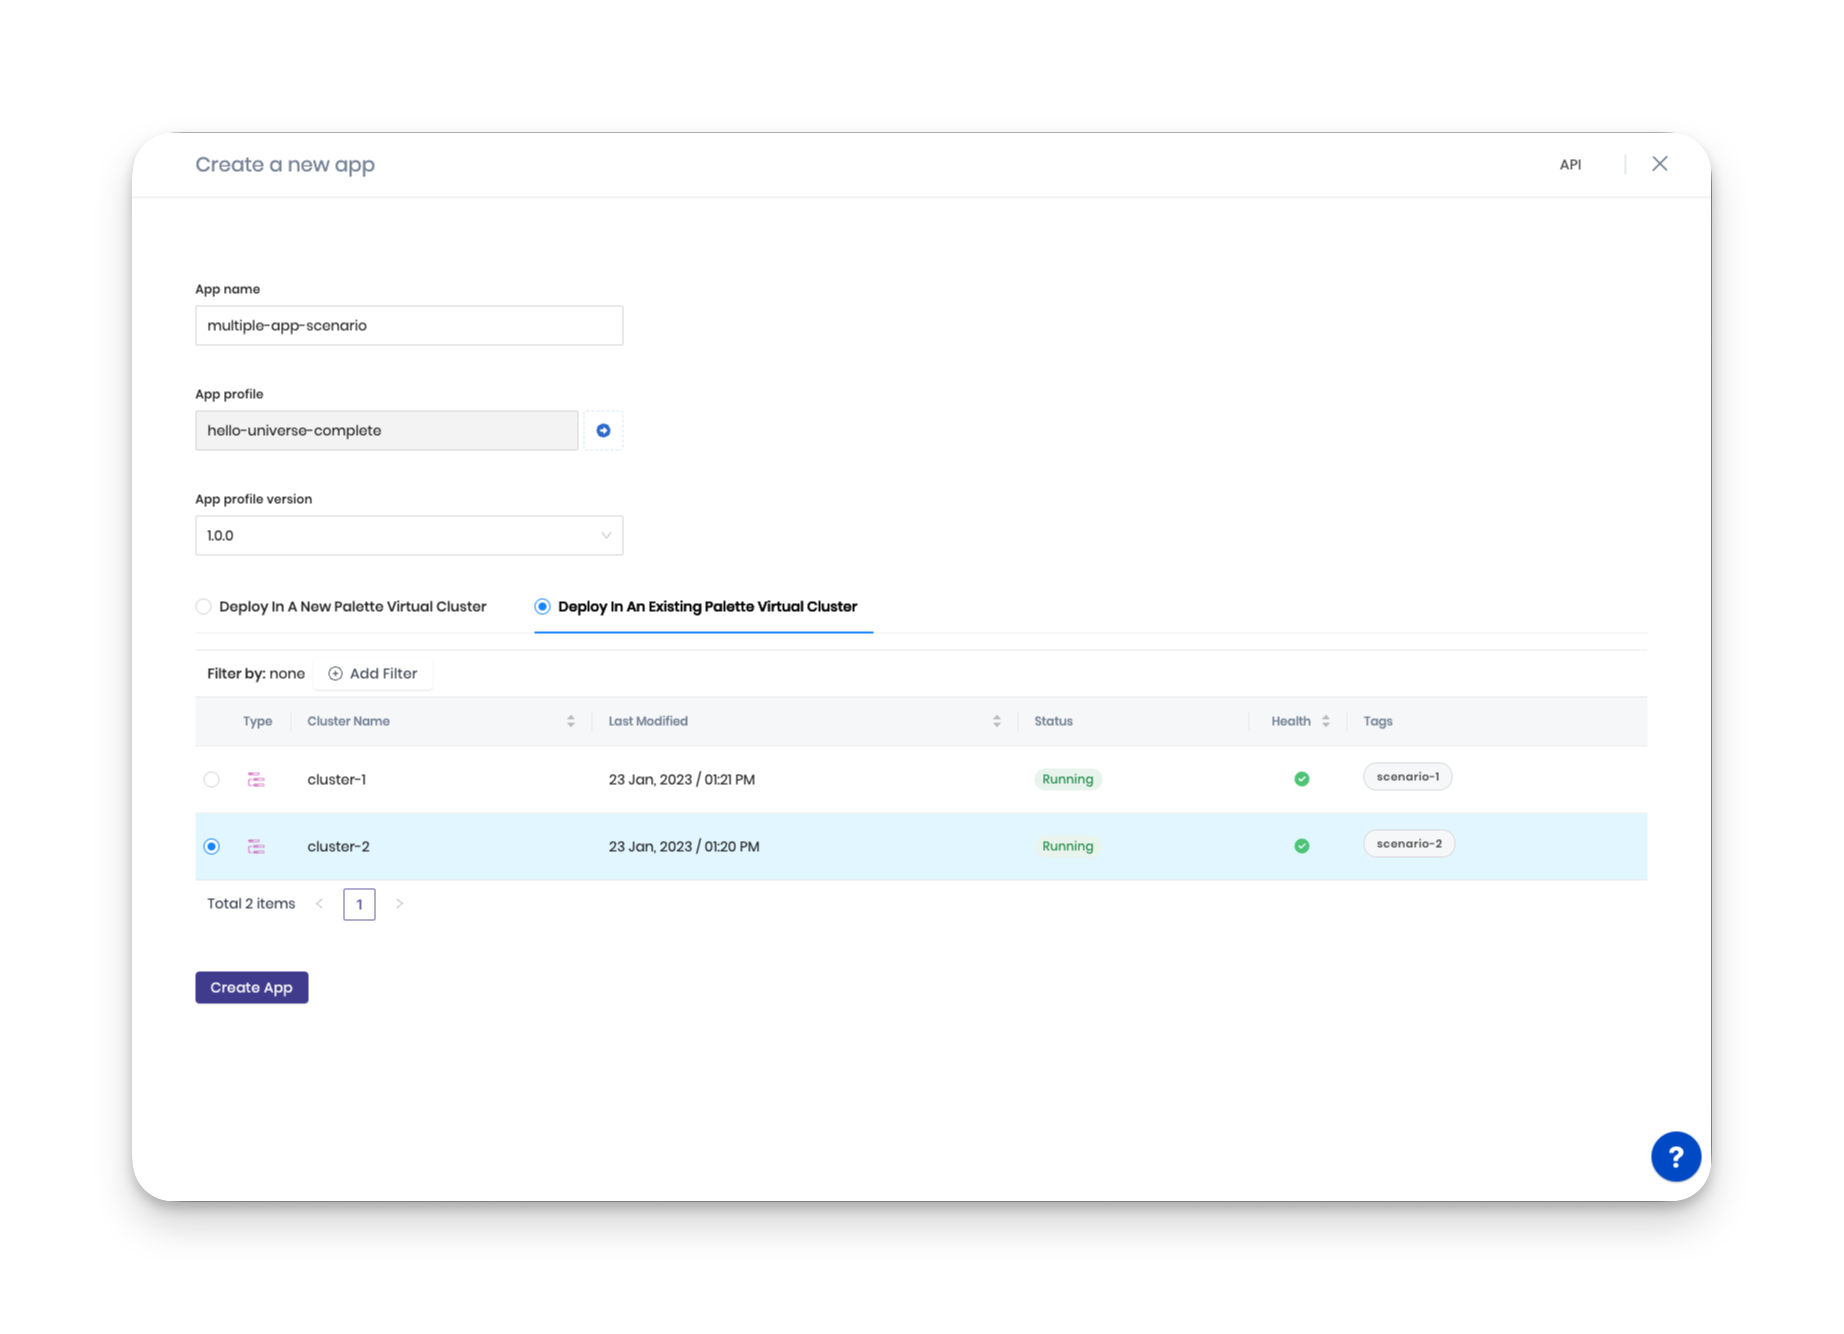 Create a new app API
App name
multiple-app-scenario
App profile
hello-universe-complete
App profile version
1.0.0
Deploy In A New Palette Virtual Cluster Deploy In An Existing Palette Virtual Cluster
Filter by: none Add Filter
Type Cluster Name Last Modified Status Health Tags
cluster-1 23 Jan, 2023 / 01:21 PM Running scenario-1
cluster-2 23 Jan, 2023 / 01:20 PM Running scenario-2
Total 2 items < 1 >
Create App
?